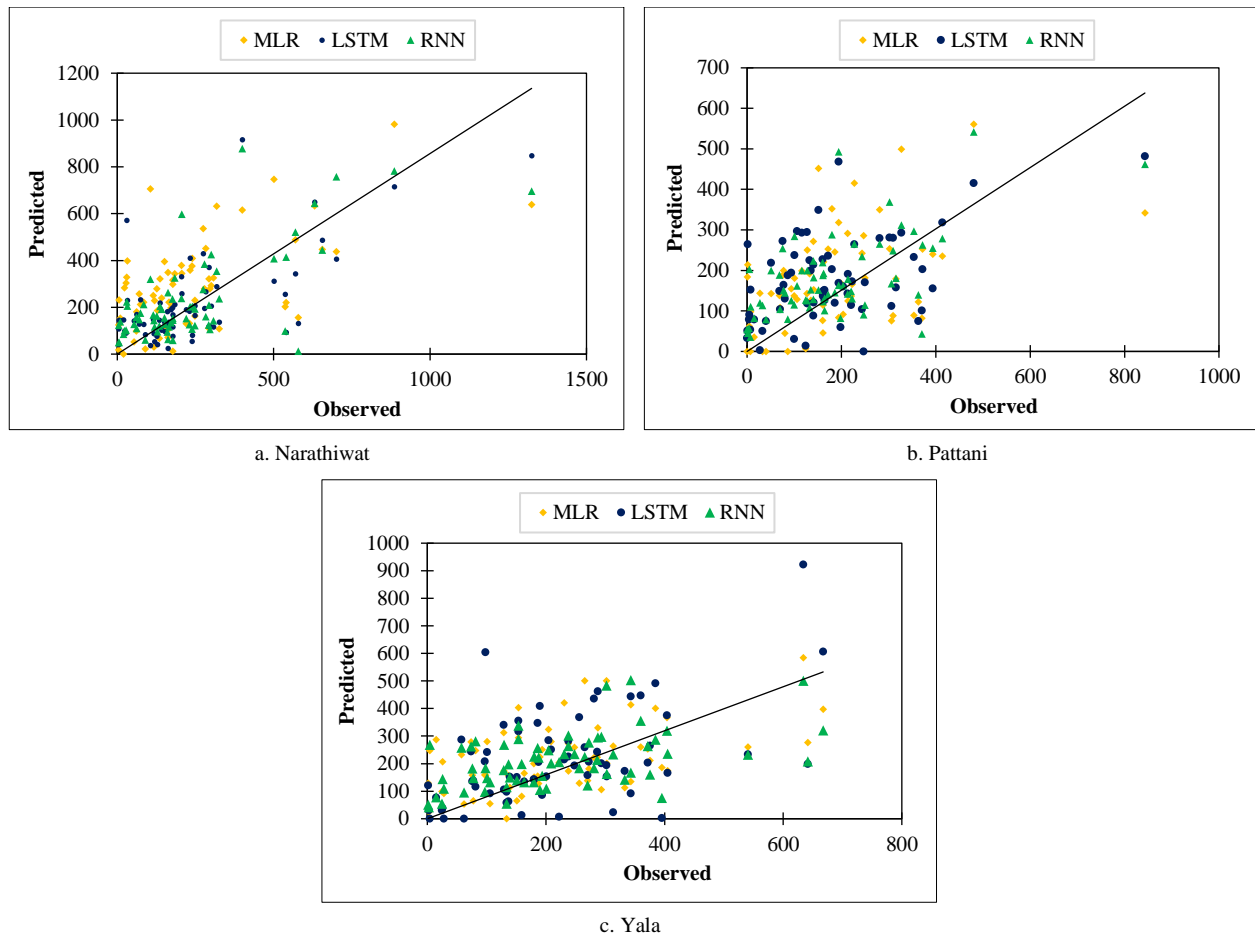 MLR LSTM RNN
1200
1000
800
600
400
200
0
Predicted
0 500 1000 1500
Observed
a. Narathiwat
MLR LSTM RNN
700
600
500
400
300
200
100
0
Predicted
0 200 400 600 800 1000
Observed
b. Pattani
MLR LSTM RNN
1000
900
800
700
600
500
400
300
200
100
0
Predicted
0 200 400 600 800
Observed
c. Yala